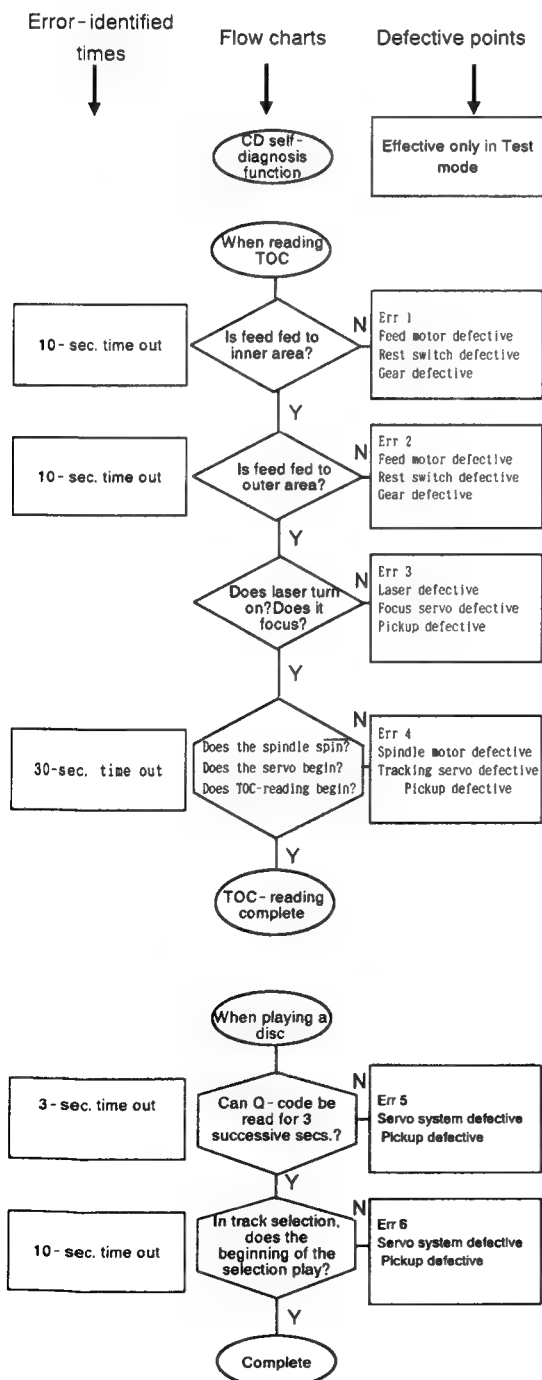 Error-identified times
Flow charts
Defective points
CD self-
diagnosis
function
Effective only in Test
mode
When reading
TOC
10- sec. time out
Is feed fed to
inner area?
N
Err 1
Feed motor defective
Rest switch defective
Gear defective
Y
10- sec. time out
Is feed fed to
outer area?
N
Err 2
Feed motor defective
Rest switch defective
Gear defective
Y
Does laser turn
on?Does it
focus?
N
Err 3
Laser defective
Focus servo defective
Pickup defective
Y
30-sec. time out
Does the spindle spin?
Does the servo begin?
Does TOC-reading begin?
N
Err 4
Spindle motor defective
Tracking servo defective
Pickup defective
Y
TOC- reading
complete
When playing a
disc
3-sec. time out
Can Q- code be
read for 3
successive secs.?
N
Err 5
Servo system defective
Pickup defective
Y
10- sec. time out
In track selection,
does the
beginning of the
selection play?
N
Err 6
Servo system defective
Pickup defective
Y
Complete